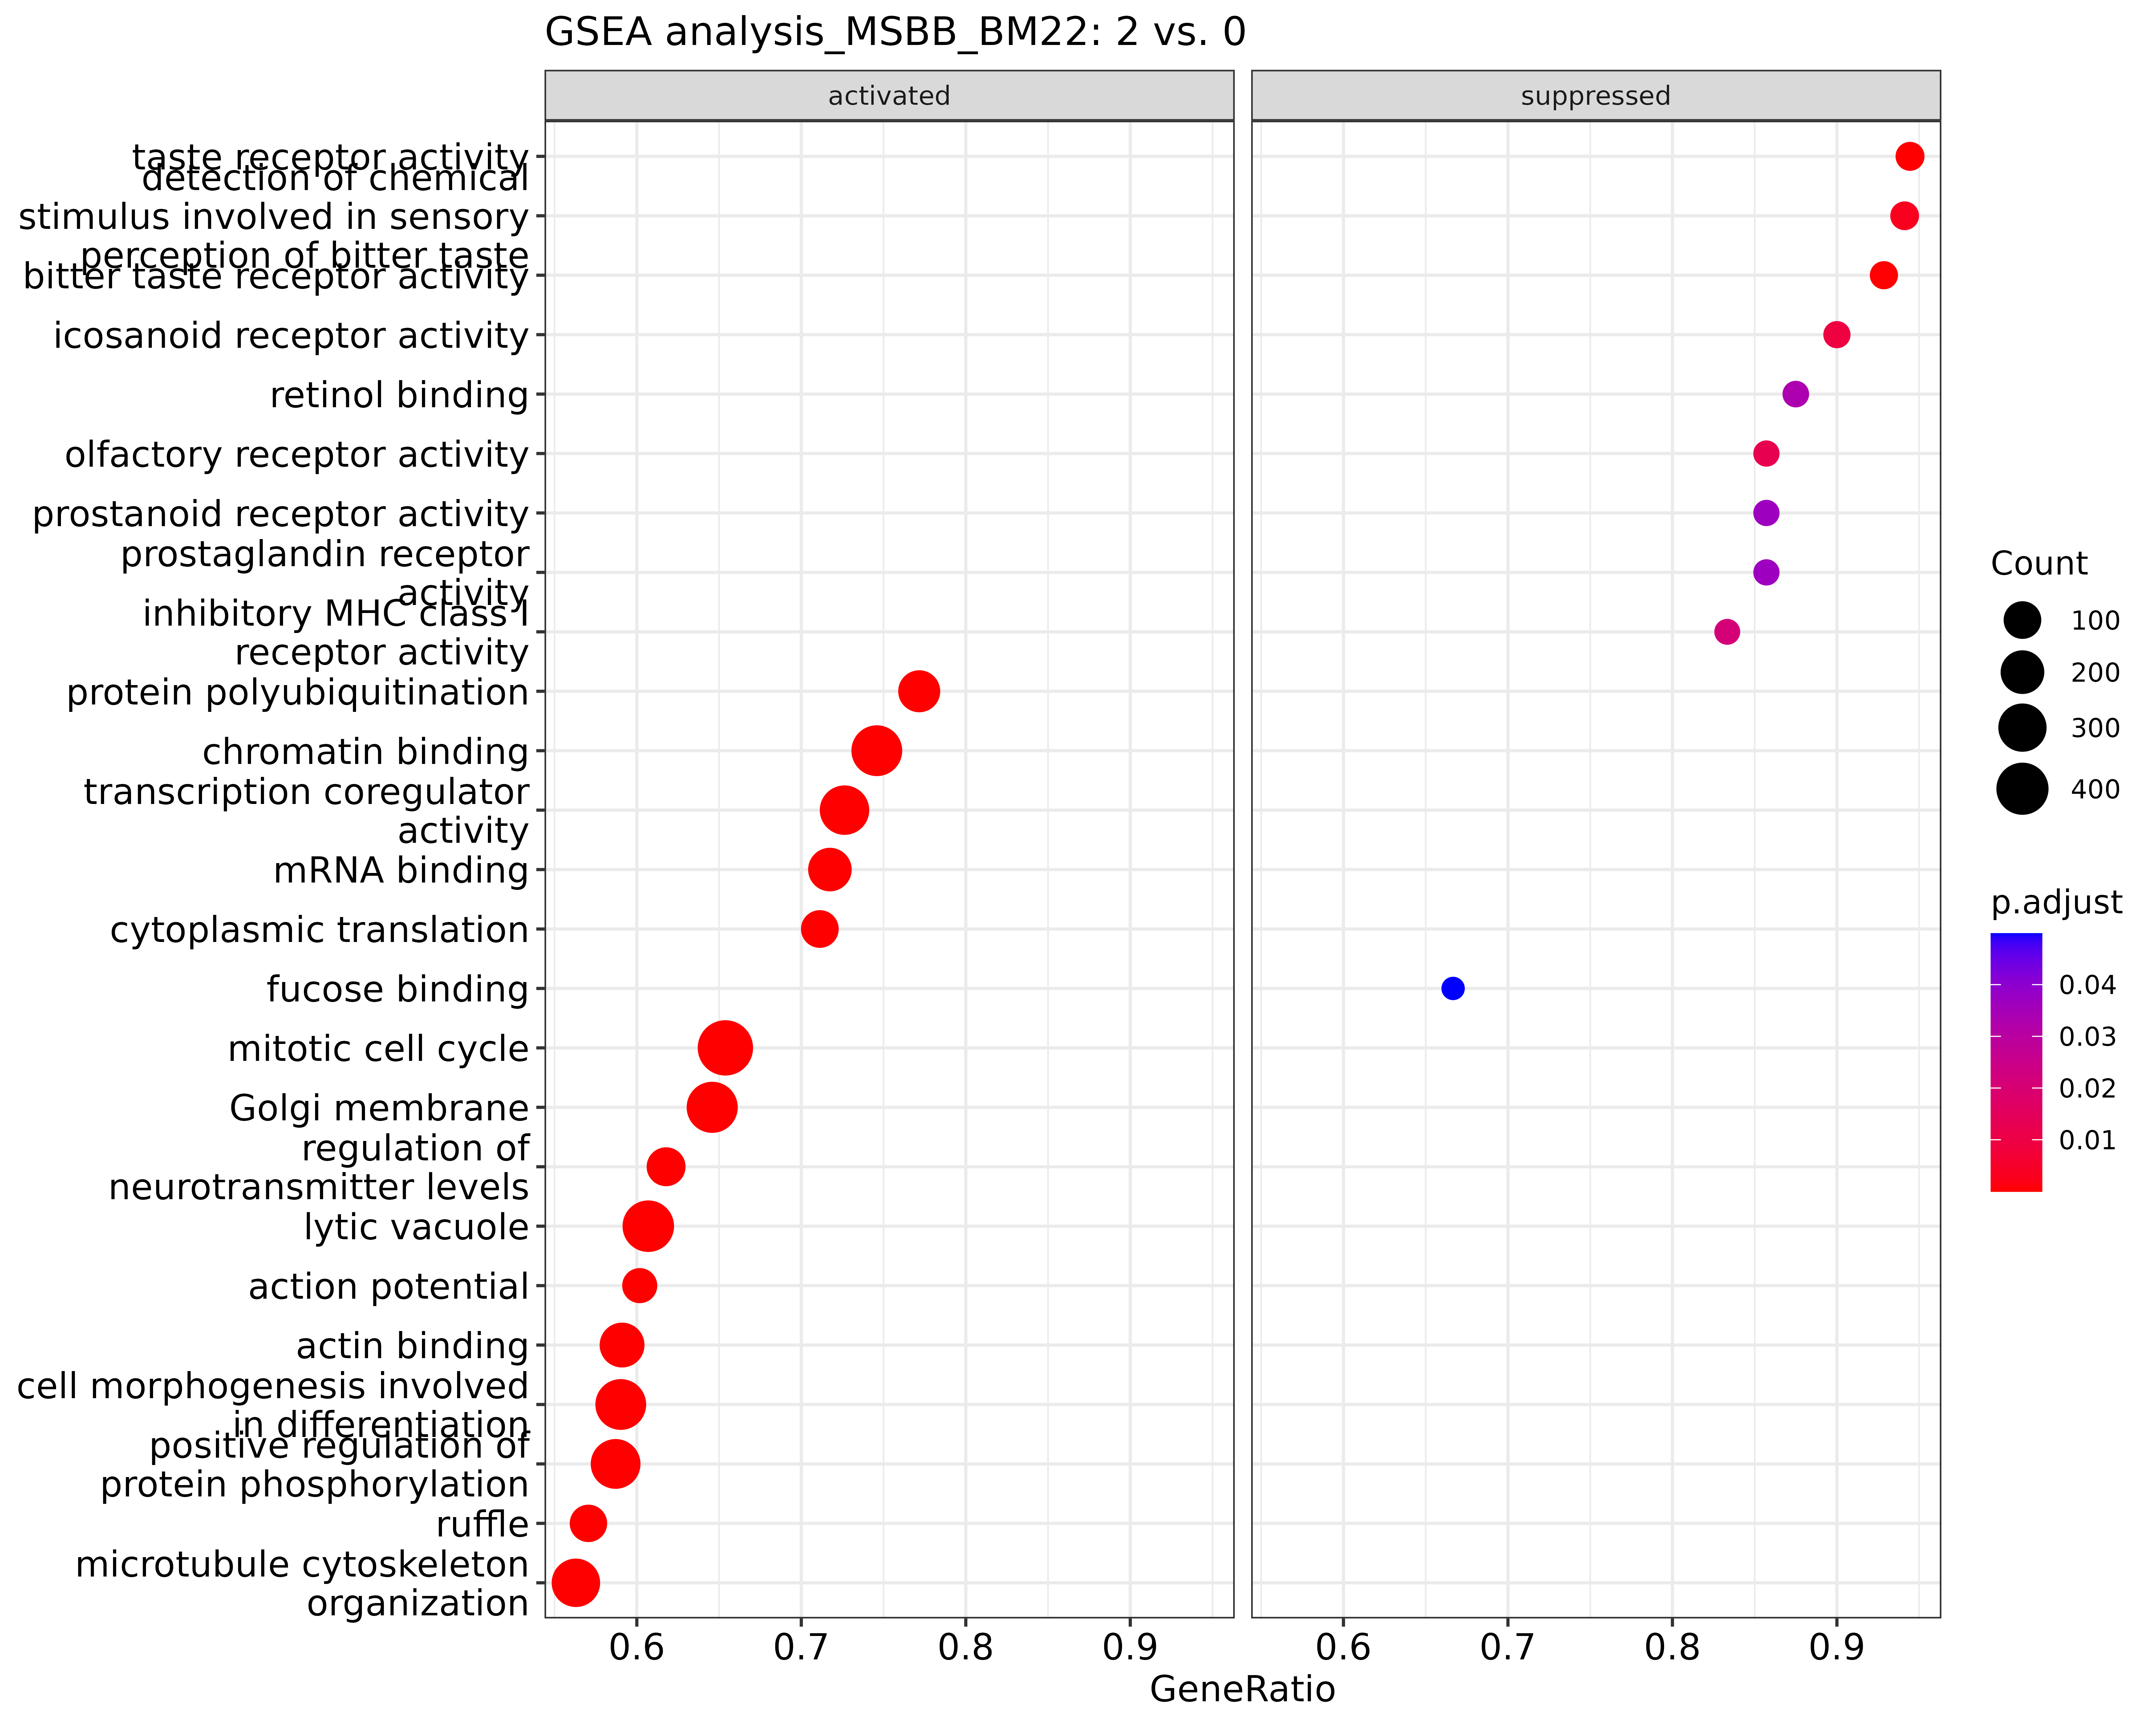 GSEA analysis_MSBB_BM22: 2 vs. 0
activated
suppressed
taste receptor activity
detection of chemical
stimulus involved in sensory
perception of bitter taste
bitter taste receptor activity
icosanoid receptor activity
retinol binding
olfactory receptor activity
prostanoid receptor activity
prostaglandin receptor
activity
inhibitory MHC class I
receptor activity
protein polyubiquitination
chromatin binding
transcription coregulator
activity
mRNA binding
cytoplasmic translation
fucose binding
mitotic cell cycle
Golgi membrane
regulation of
neurotransmitter levels
lytic vacuole
action potential
actin binding
cell morphogenesis involved
in differentiation
positive regulation of
protein phosphorylation
ruffle
microtubule cytoskeleton
organization
0.6 0.7 0.8 0.9
0.6 0.7 0.8 0.9
GeneRatio
Count
100
200
300
400
p.adjust
0.04
0.03
0.02
0.01